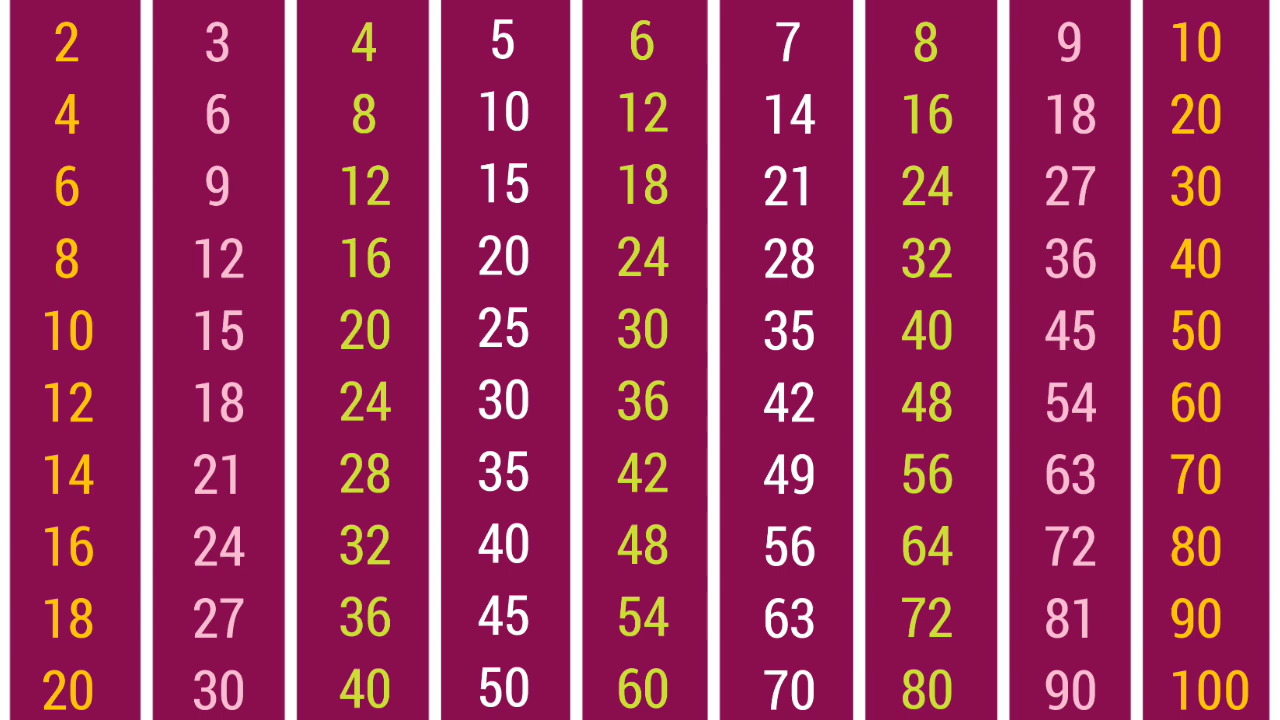 2 3 4 5 6 7 8 9 10
4 6 8 10 12 14 16 18 20
6 9 12 15 18 21 24 27 30
8 12 16 20 24 28 32 36 40
10 15 20 25 30 35 40 45 50
12 18 24 30 36 42 48 54 60
14 21 28 35 42 49 56 63 70
16 24 32 40 48 56 64 72 80
18 27 36 45 54 63 72 81 90
20 30 40 50 60 70 80 90 100